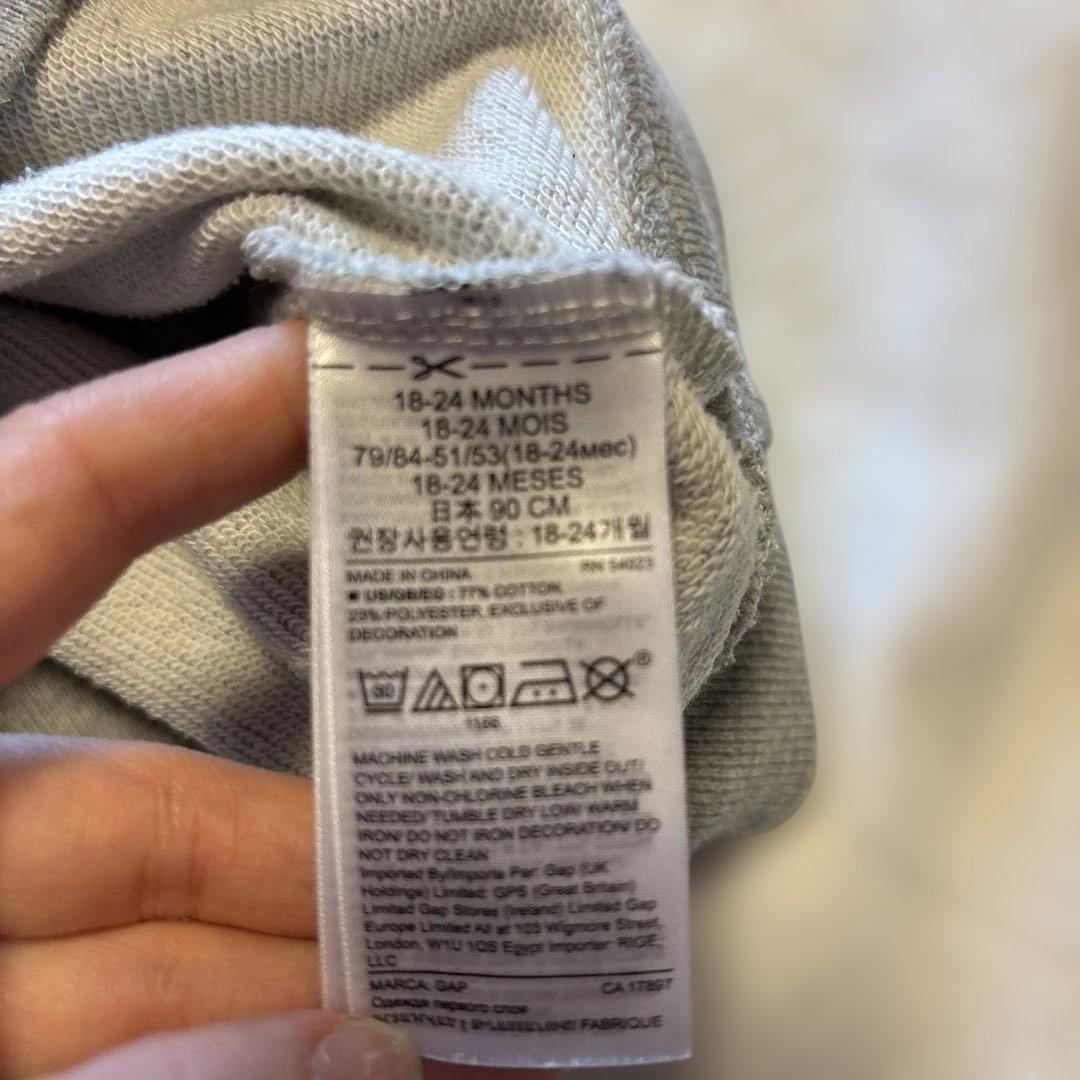 18-24 MONTHS
18-24 MOIS
79/84-51/53(18-24мес)
18-24 MESES
日本 90 CM
권장사용연령 : 18-24개월
MADE IN CHINA RN 54023
US/GB/EG : 77% COTTON,
23% POLYESTER, EXCLUSIVE OF
DECORATION
30
MACHINE WASH COLD GENTLE
CYCLE/ WASH AND DRY INSIDE OUT/
ONLY NON-CHLORINE BLEACH WHEN
NEEDED/ TUMBLE DRY LOW/ WARM
IRON/ DO NOT IRON DECORATION/ DO
NOT DRY CLEAN
Imported By/Importe Par: Gap (UK
Holdings) Limited: GPS (Great Britain)
Limited Gap Stores (Ireland) Limited Gap
Europe Limited All at 103 Wigmore Street,
London, W1U 1QS Egypt Importer: RIGE,
LLC
MARCA: GAP CA 17897
Одежда первого слоя
FABRIQUE